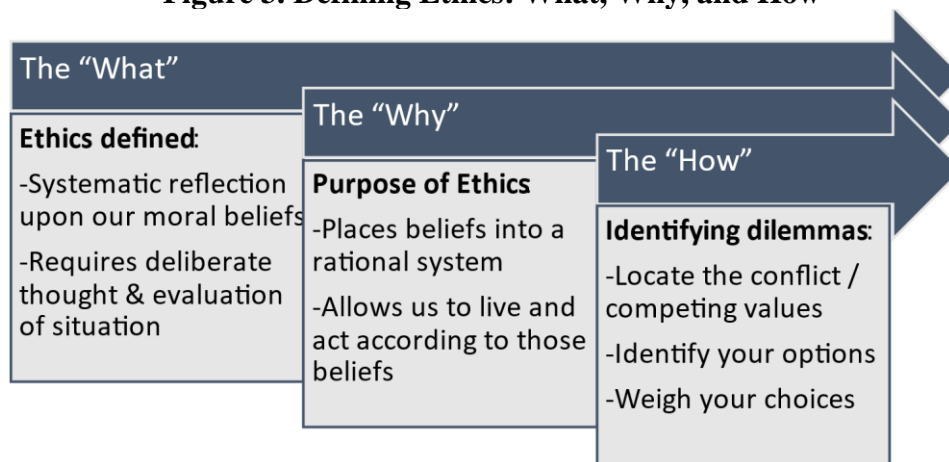 The “What”
Ethics defined:
-Systematic reflection
upon our moral beliefs
-Requires deliberate
thought & evaluation
of situation
The “Why”
Purpose of Ethics
-Places beliefs into a
rational system
-Allows us to live and
act according to those
beliefs
The “How”
Identifying dilemmas:
-Locate the conflict /
competing values
-Identify your options
-Weigh your choices